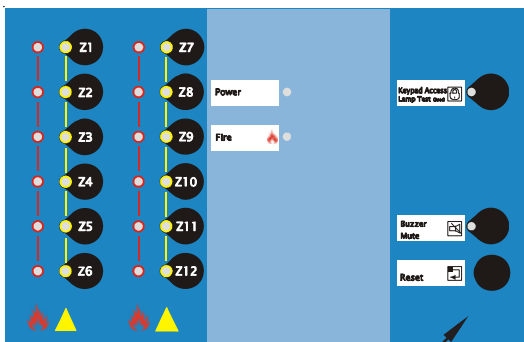 Z1
Z2
Z3
Z4
Z5
Z6
Z7
Z8
Z9
Z10
Z11
Z12
Power
Fire
Keypad Access
Lamp Test
Buzzer
Mute
Reset